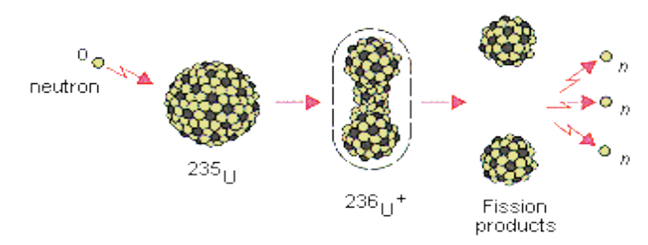 0
neutron
235U
236U+
Fission
products
n
n
n